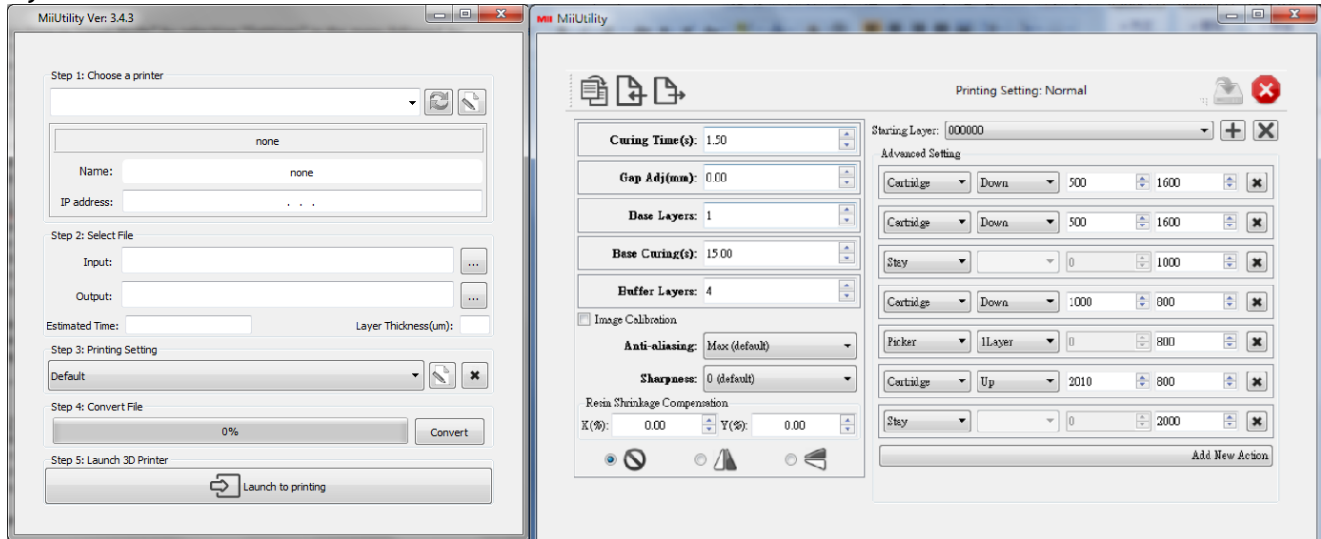 MiiUtility Ver: 3.4.3
Step 1: Choose a printer
none
Name: none
IP address: . . .
Step 2: Select File
Input: ...
Output: ...
Estimated Time: Layer Thickness(um):
Step 3: Printing Setting
Default
Step 4: Convert File
0% Convert
Step 5: Launch 3D Printer
Launch to printing
MII MiiUtility
Printing Setting: Normal
Curing Time(s): 1.50
Gap Adj(mm): 0.00
Base Layers: 1
Base Curing(s): 15.00
Buffer Layers: 4
Image Calibration
Anti-aliasing: Max (default)
Sharpness: 0 (default)
Resin Shrinkage Compensation
X(%): 0.00 Y(%): 0.00
Staring Layer: 000000
Advanced Setting
Cartridge Down 500 1600
Cartridge Down 500 1600
Stay 0 1000
Cartridge Down 1000 800
Picker 1Layer 0 800
Cartridge Up 2010 800
Stay 0 2000
Add New Action